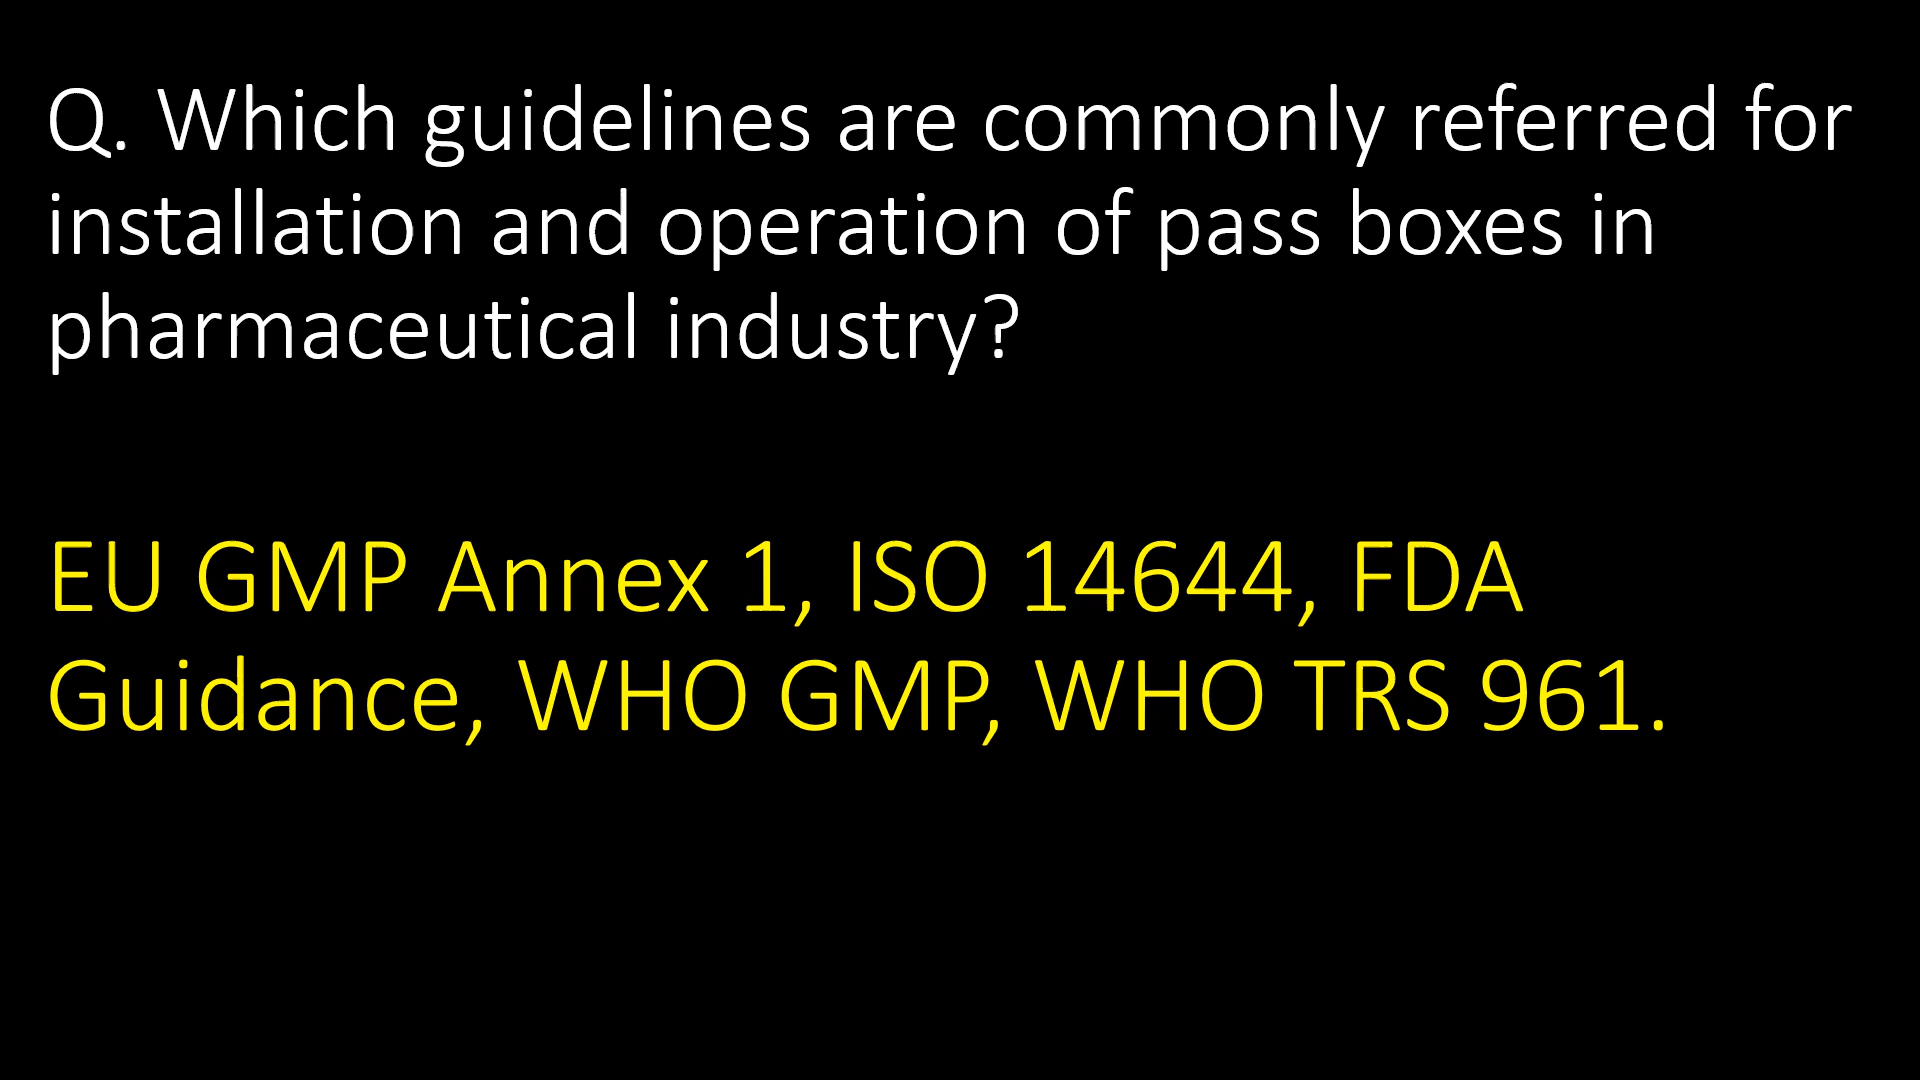 Q. Which guidelines are commonly referred for
installation and operation of pass boxes in
pharmaceutical industry?
EU GMP Annex 1, ISO 14644, FDA
Guidance, WHO GMP, WHO TRS 961.